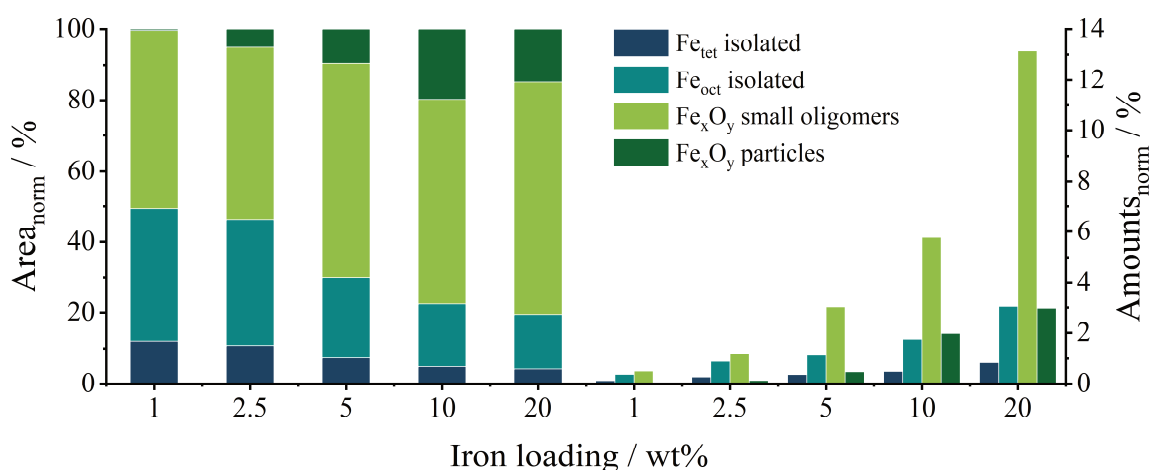 100
80
60
40
20
0
Area_norm / %
Fe_tet isolated
Fe_oct isolated
Fe_xO_y small oligomers
Fe_xO_y particles
14
12
10
8
6
4
2
0
Amounts_norm / %
1 2.5 5 10 20 1 2.5 5 10 20
Iron loading / wt%